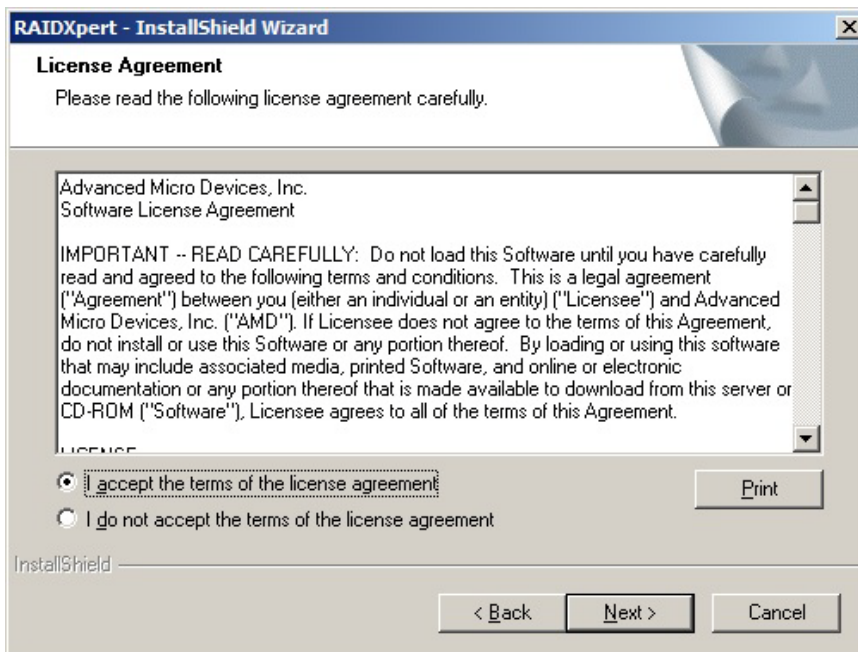 RAIDXpert - InstallShield Wizard
License Agreement
Please read the following license agreement carefully.
Advanced Micro Devices, Inc.
Software License Agreement
IMPORTANT -- READ CAREFULLY:  Do not load this Software until you have carefully
read and agreed to the following terms and conditions.  This is a legal agreement
("Agreement") between you (either an individual or an entity) ("Licensee") and Advanced
Micro Devices, Inc. ("AMD"). If Licensee does not agree to the terms of this Agreement,
do not install or use this Software or any portion thereof.  By loading or using this software
that may include associated media, printed Software, and online or electronic
documentation or any portion thereof that is made available to download from this server or
CD-ROM ("Software"), Licensee agrees to all of the terms of this Agreement.
LICENSE
I accept the terms of the license agreement
Print
I do not accept the terms of the license agreement
InstallShield
< Back
Next >
Cancel